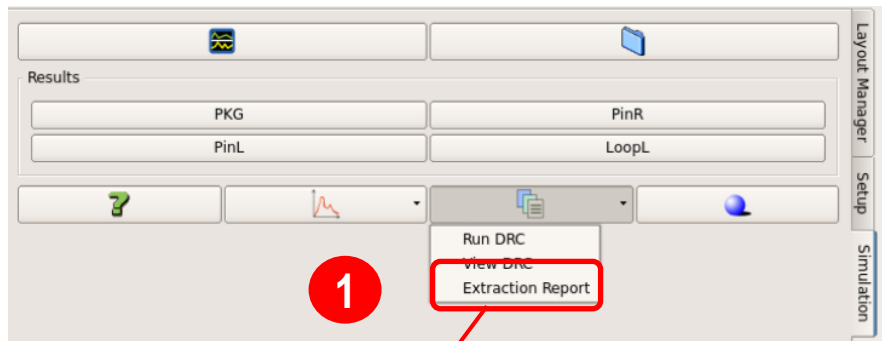 Results
PKG
PinR
PinL
LoopL
Run DRC
View DRC
Extraction Report
1
Layout Manager
Setup
Simulation